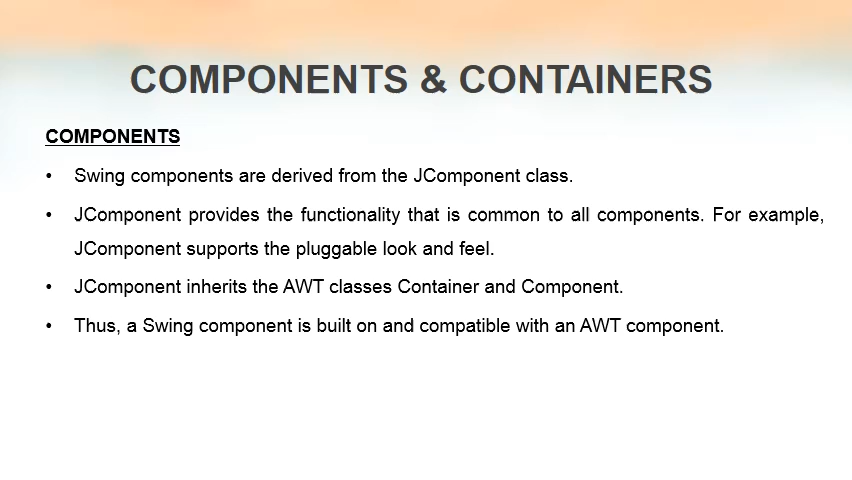 COMPONENTS & CONTAINERS
COMPONENTS
• Swing components are derived from the JComponent class.
• JComponent provides the functionality that is common to all components. For example,
JComponent supports the pluggable look and feel.
• JComponent inherits the AWT classes Container and Component.
• Thus, a Swing component is built on and compatible with an AWT component.